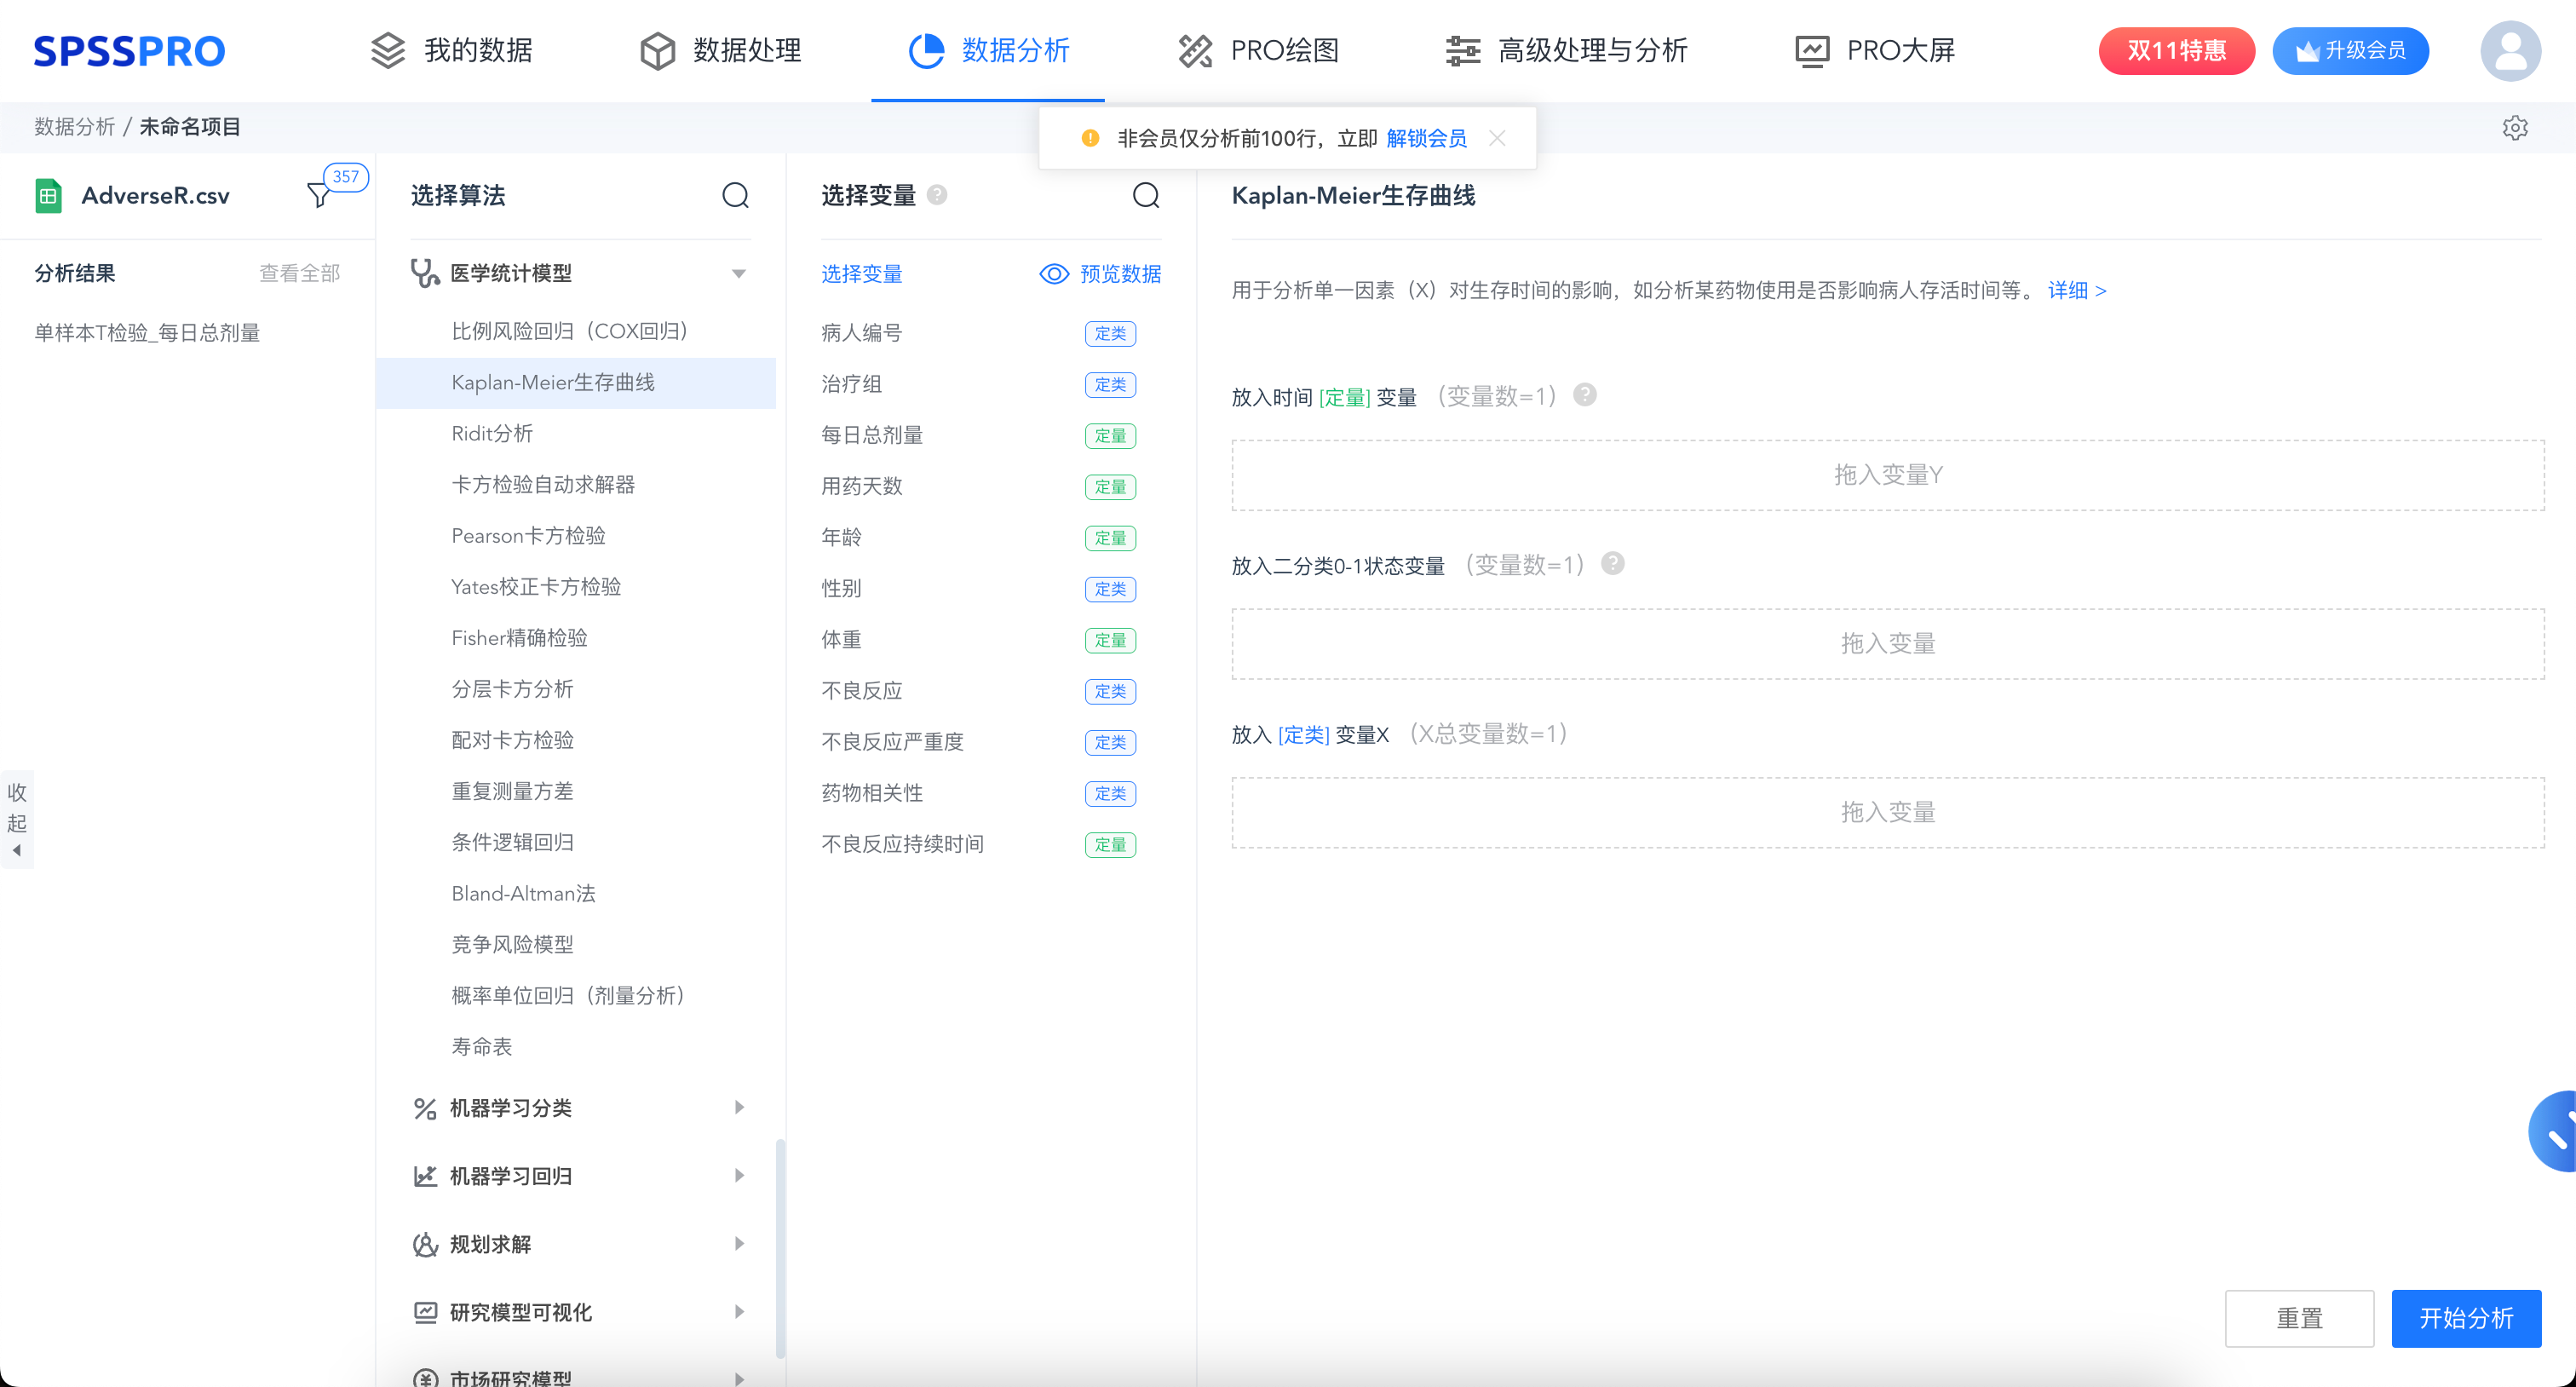 SPSSPRO
我的数据
数据处理
数据分析
PRO绘图
高级处理与分析
PRO大屏
双11特惠
升级会员
数据分析 / 未命名项目
非会员仅分析前100行，立即 解锁会员
AdverseR.csv
357
分析结果
查看全部
单样本T检验_每日总剂量
收起
选择算法
医学统计模型
比例风险回归（COX回归）
Kaplan-Meier生存曲线
Ridit分析
卡方检验自动求解器
Pearson卡方检验
Yates校正卡方检验
Fisher精确检验
分层卡方分析
配对卡方检验
重复测量方差
条件逻辑回归
Bland-Altman法
竞争风险模型
概率单位回归（剂量分析）
寿命表
机器学习分类
机器学习回归
规划求解
研究模型可视化
市场研究模型
选择变量
选择变量
预览数据
病人编号 定类
治疗组 定类
每日总剂量 定量
用药天数 定量
年龄 定量
性别 定类
体重 定量
不良反应 定类
不良反应严重度 定类
药物相关性 定类
不良反应持续时间 定量
Kaplan-Meier生存曲线
用于分析单一因素（X）对生存时间的影响，如分析某药物使用是否影响病人存活时间等。 详细 >
放入时间 [定量] 变量 （变量数=1）
拖入变量Y
放入二分类0-1状态变量 （变量数=1）
拖入变量
放入 [定类] 变量X （X总变量数=1）
拖入变量
重置
开始分析